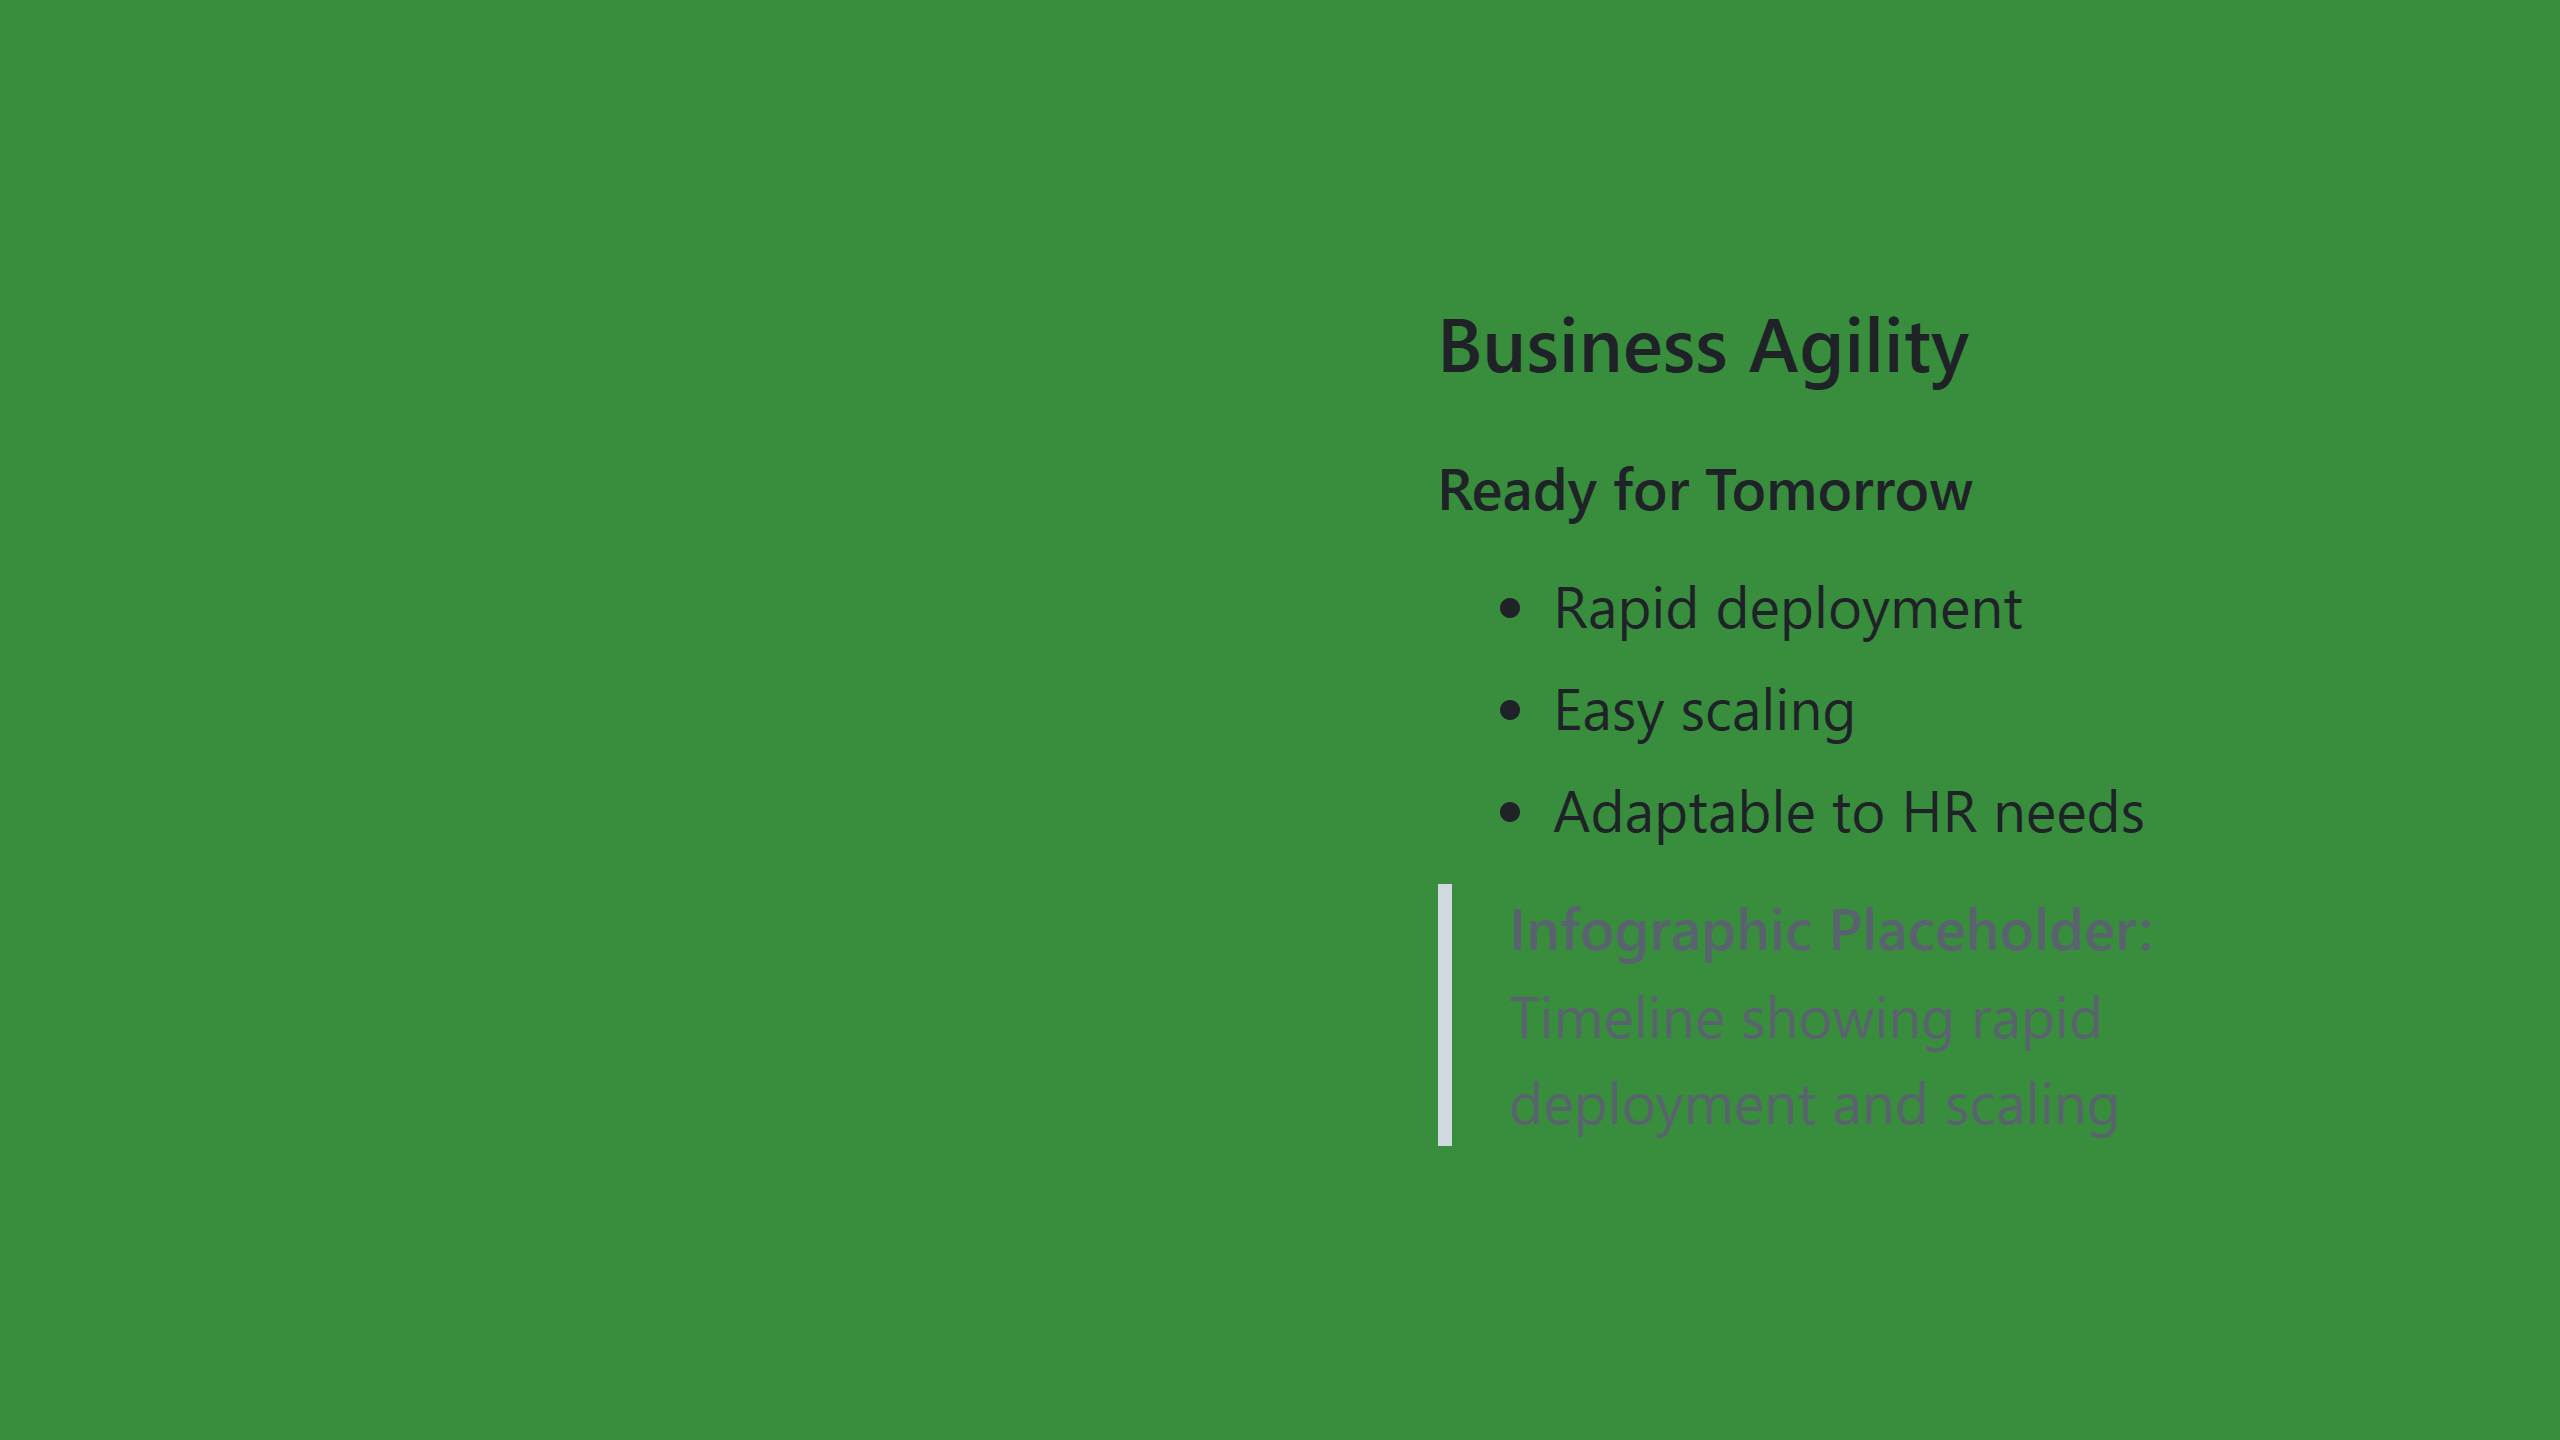 Business Agility
Ready for Tomorrow
• Rapid deployment
• Easy scaling
• Adaptable to HR needs
Infographic Placeholder:
Timeline showing rapid
deployment and scaling